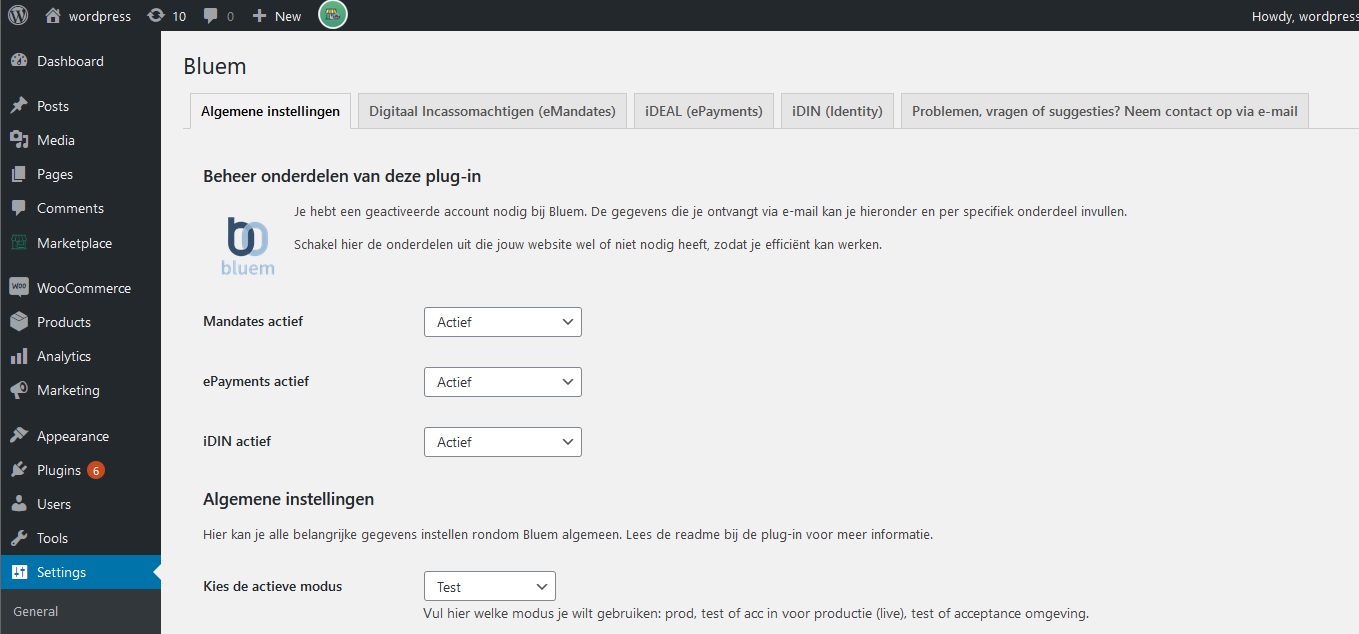 wordpress 10 0 New Howdy, wordpress
Dashboard
Posts
Media
Pages
Comments
Marketplace
WOO WooCommerce
Products
Analytics
Marketing
Appearance
Plugins 6
Users
Tools
Settings
General
Bluem
Algemene instellingen Digitaal Incassomachtigen (eMandates) iDEAL (ePayments) iDIN (Identity) Problemen, vragen of suggesties? Neem contact op via e-mail
Beheer onderdelen van deze plug-in
bluem
Je hebt een geactiveerde account nodig bij Bluem. De gegevens die je ontvangt via e-mail kan je hieronder en per specifiek onderdeel invullen.
Schakel hier de onderdelen uit die jouw website wel of niet nodig heeft, zodat je efficiënt kan werken.
Mandates actief Actief
ePayments actief Actief
iDIN actief Actief
Algemene instellingen
Hier kan je alle belangrijke gegevens instellen rondom Bluem algemeen. Lees de readme bij de plug-in voor meer informatie.
Kies de actieve modus Test
Vul hier welke modus je wilt gebruiken: prod, test of acc in voor productie (live), test of acceptance omgeving.